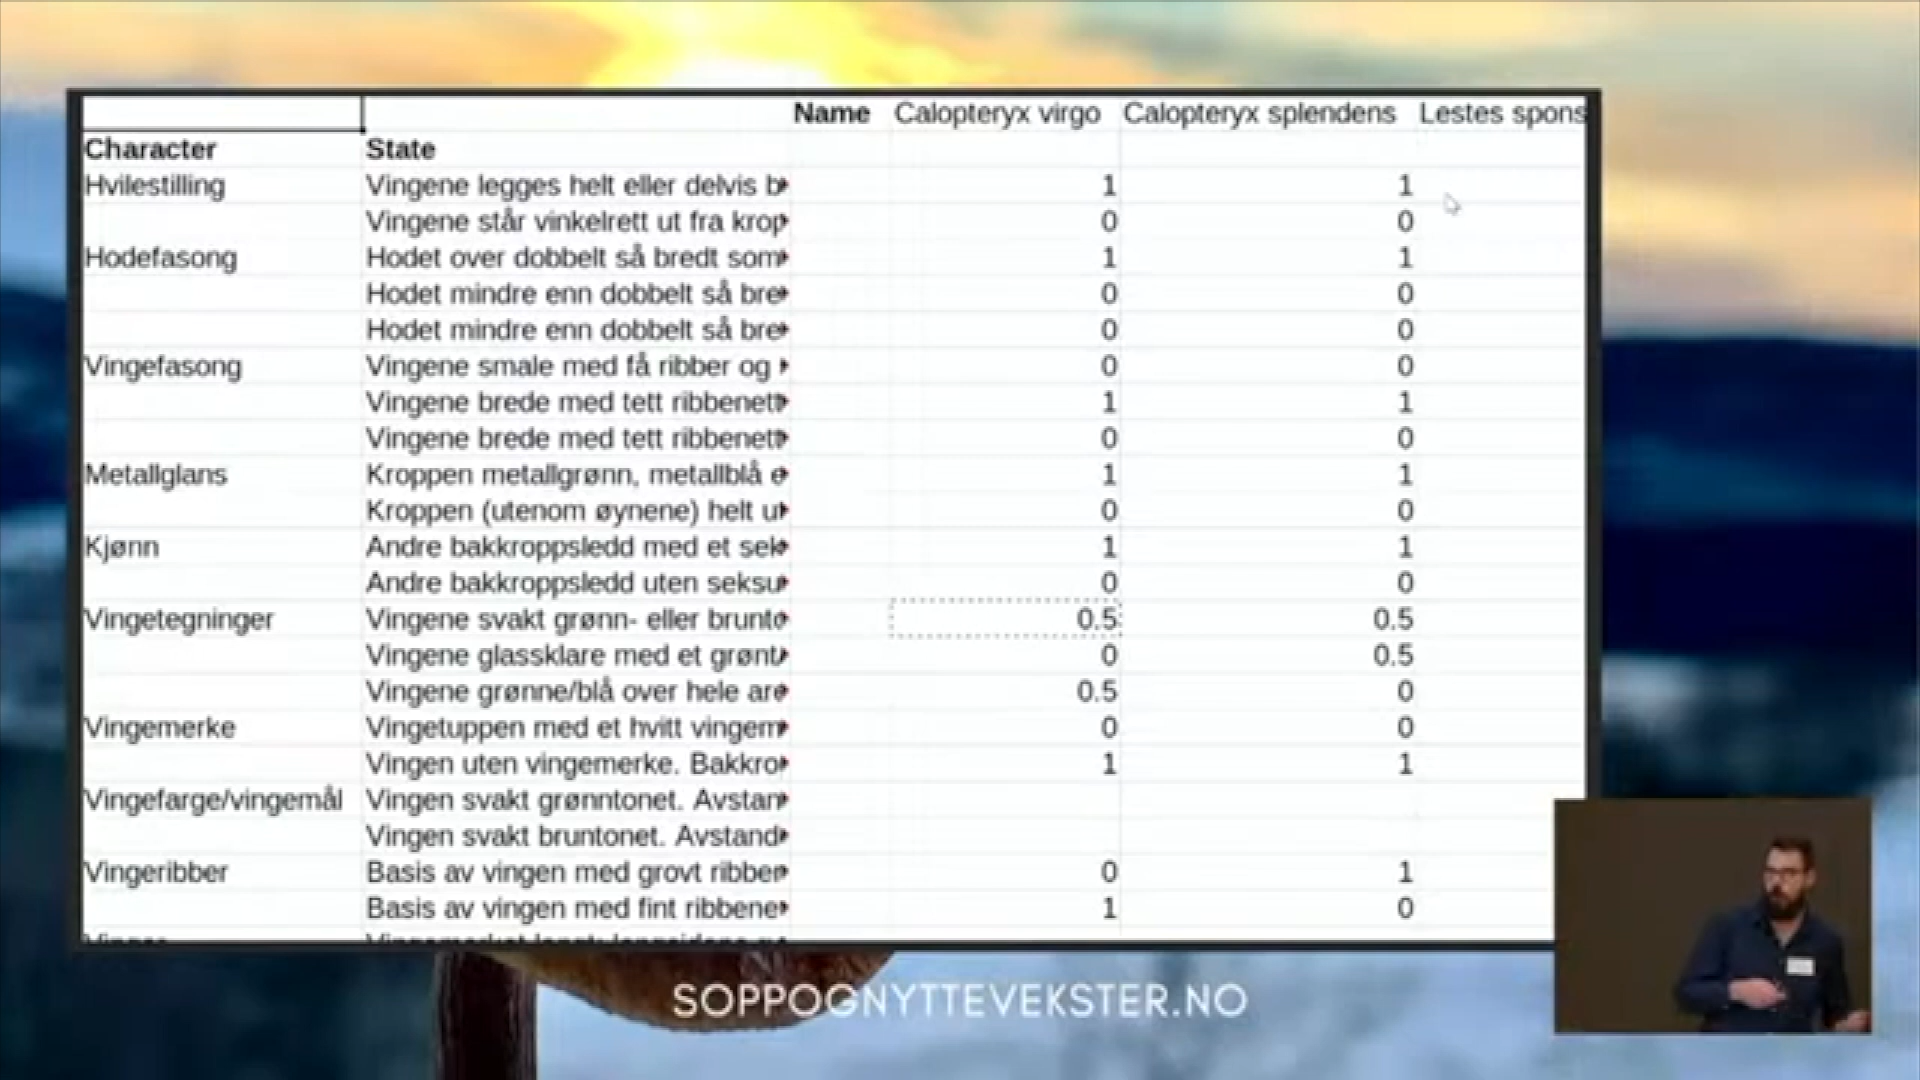 Name Calopteryx virgo Calopteryx splendens Lestes spons
Character State
Hvilestilling Vingene legges helt eller delvis b 1 1
Vingene står vinkelrett ut fra krop 0 0
Hodefasong Hodet over dobbelt så bredt som 1 1
Hodet mindre enn dobbelt så bre 0 0
Hodet mindre enn dobbelt så bre 0 0
Vingefasong Vingene smale med få ribber og 0 0
Vingene brede med tett ribbenett 1 1
Vingene brede med tett ribbenett 0 0
Metallglans Kroppen metallgrønn, metallblå e 1 1
Kroppen (utenom øynene) helt u 0 0
Kjønn Andre bakkroppsledd med et sek 1 1
Andre bakkroppsledd uten seksu 0 0
Vingetegninger Vingene svakt grønn- eller brunto 0.5 0.5
Vingene glassklare med et grønt 0 0.5
Vingene grønne/blå over hele are 0.5 0
Vingemerke Vingetuppen med et hvitt vingem 0 0
Vingen uten vingemerke. Bakkro 1 1
Vingefarge/vingemål Vingen svakt grønntonet. Avstan
Vingen svakt bruntonet. Avstand
Vingeribber Basis av vingen med grovt ribben 0 1
Basis av vingen med fint ribbene 1 0
SOPPOGNYTTEVEKSTER.NO